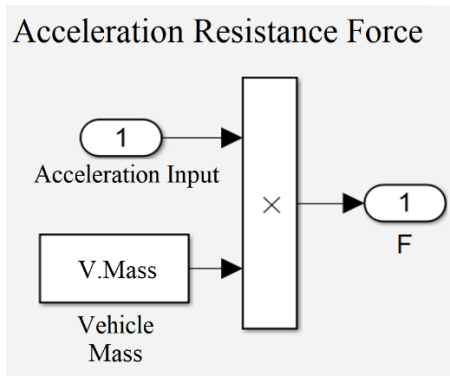 Acceleration Resistance Force
1
Acceleration Input
×
1
F
V.Mass
Vehicle
Mass